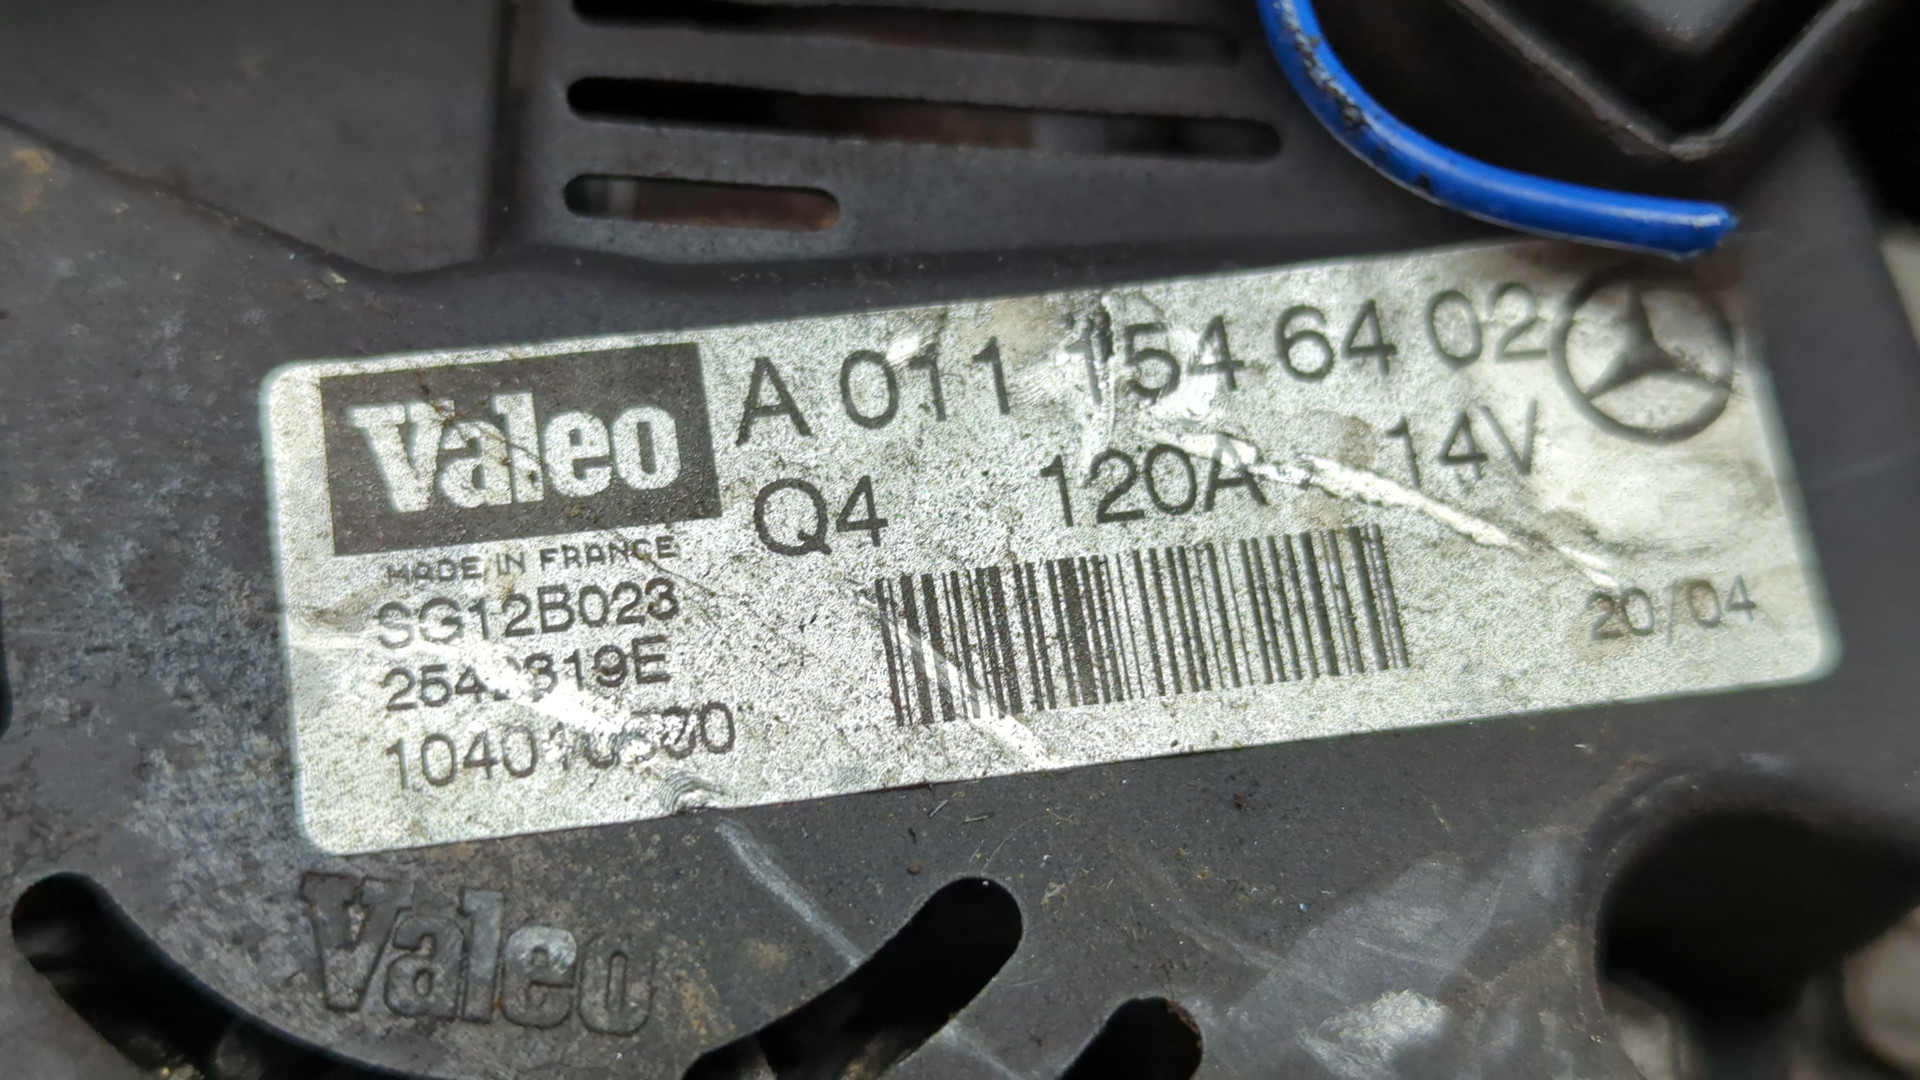 Valeo
A 011 154 64 02
Q4 120A 14V
MADE IN FRANCE
SG12B023
20/04
Valeo